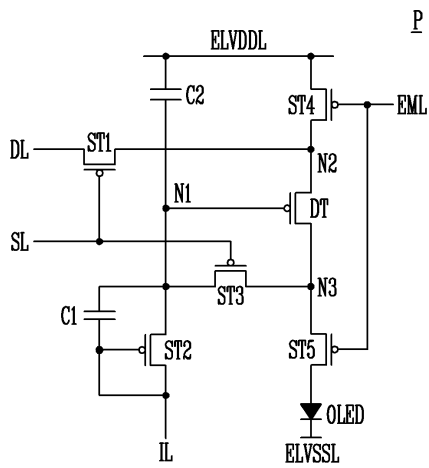 P
ELVDDL
C2
ST4
EML
DL
ST1
N2
N1
DT
SL
ST3
N3
C1
ST2
ST5
OLED
IL
ELVSSL